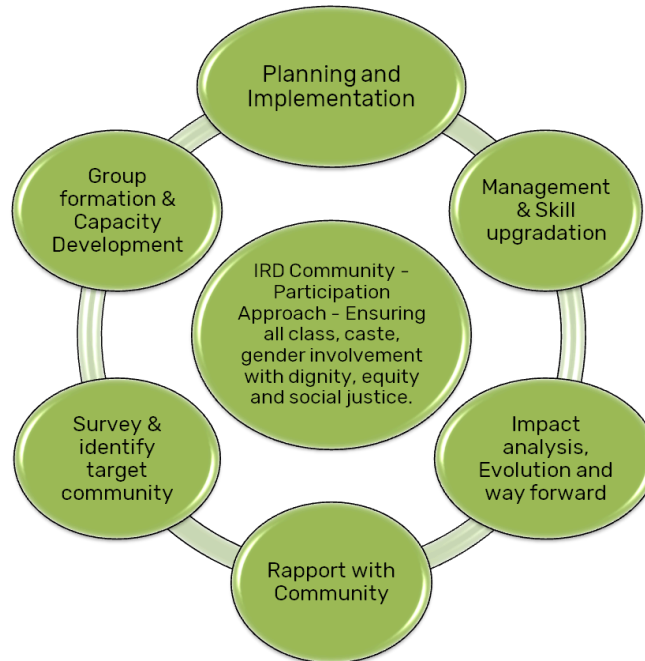 Planning and
Implementation
Group
formation &
Capacity
Development
Management
& Skill
upgradation
IRD Community -
Participation
Approach - Ensuring
all class, caste,
gender involvement
with dignity, equity
and social justice.
Survey &
identify
target
community
Impact
analysis,
Evolution and
way forward
Rapport with
Community